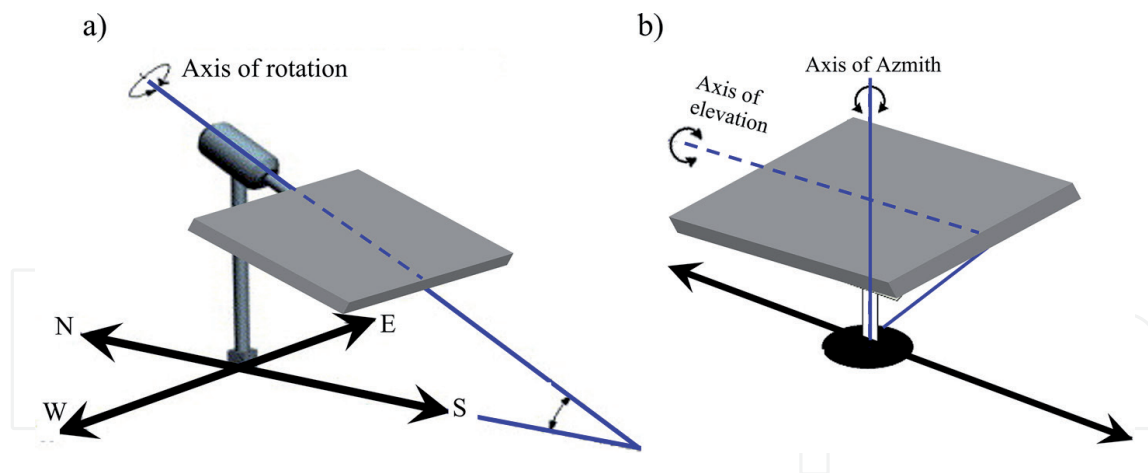 a)
Axis of rotation
N
E
W
S
b)
Axis of Azmith
Axis of
elevation